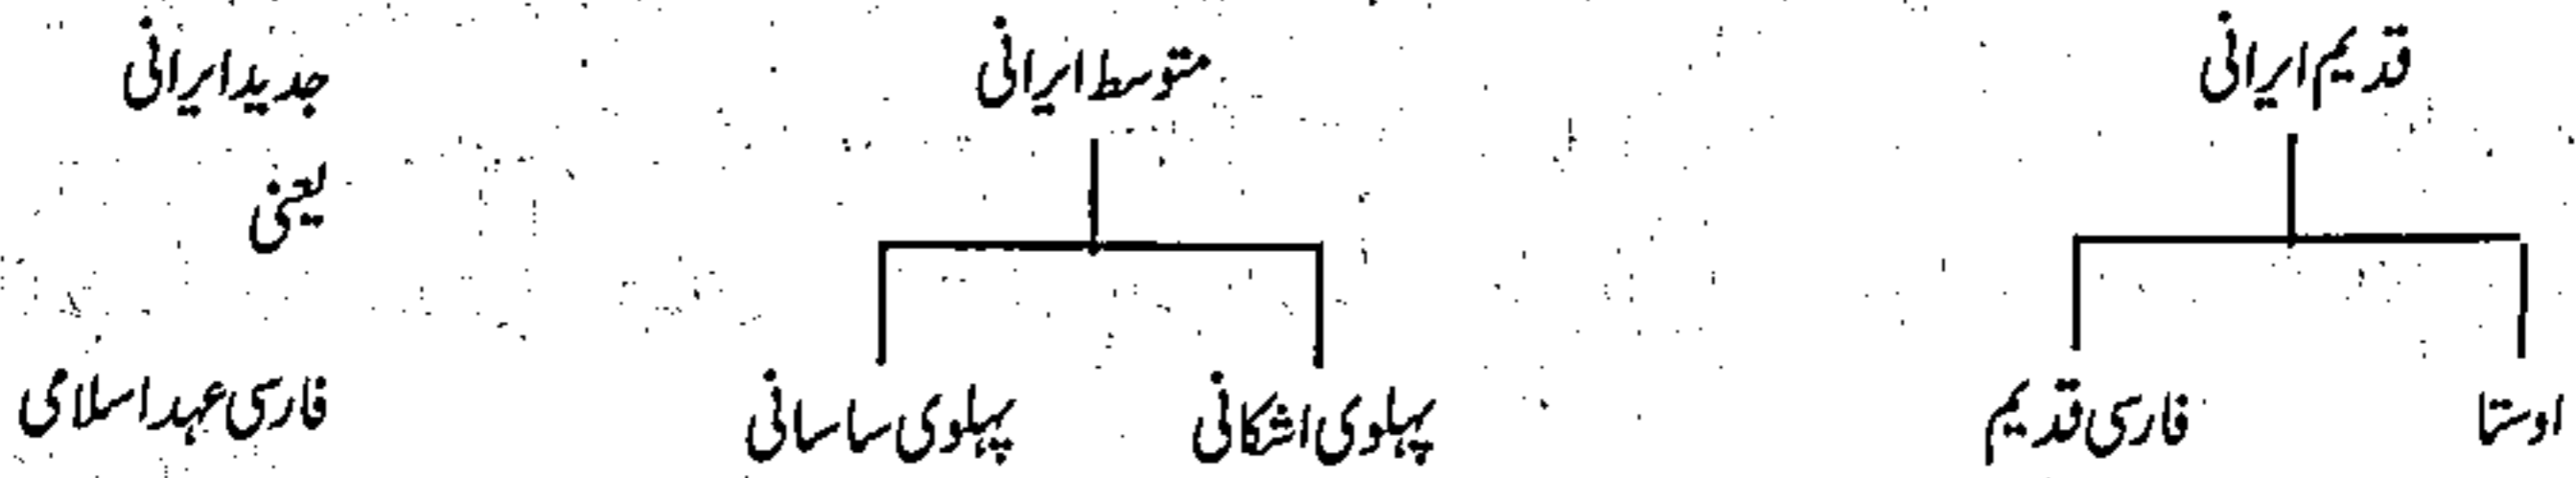 قدیم ایرانی
متوسط ایرانی
جدید ایرانی
یعنی
اوستا
فارسی قدیم
پہلوی اشکانی
پہلوی ساسانی
فارسی عہد اسلامی